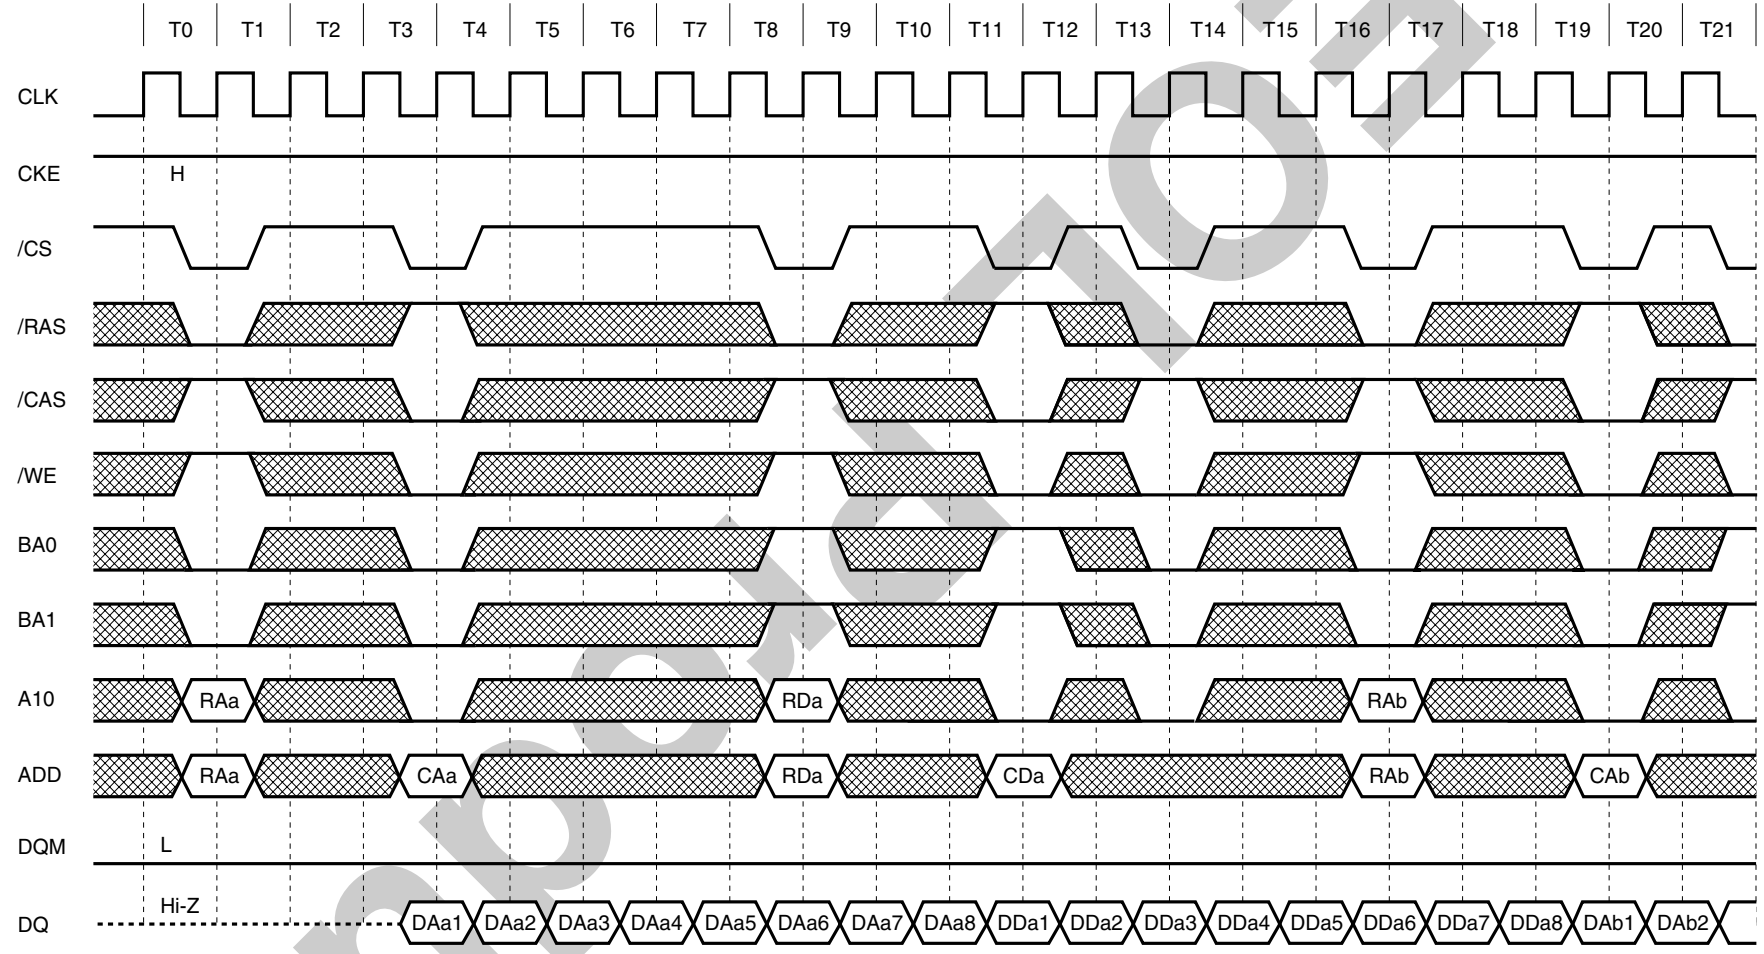 T0 T1 T2 T3 T4 T5 T6 T7 T8 T9 T10 T11 T12 T13 T14 T15 T16 T17 T18 T19 T20 T21
CLK
CKE H
/CS
/RAS
/CAS
/WE
BA0
BA1
A10 RAa RDa RAb
ADD RAa CAa RDa CDa RAb CAb
DQM L
DQ Hi-Z DAa1 DAa2 DAa3 DAa4 DAa5 DAa6 DAa7 DAa8 DDa1 DDa2 DDa3 DDa4 DDa5 DDa6 DDa7 DDa8 DAb1 DAb2